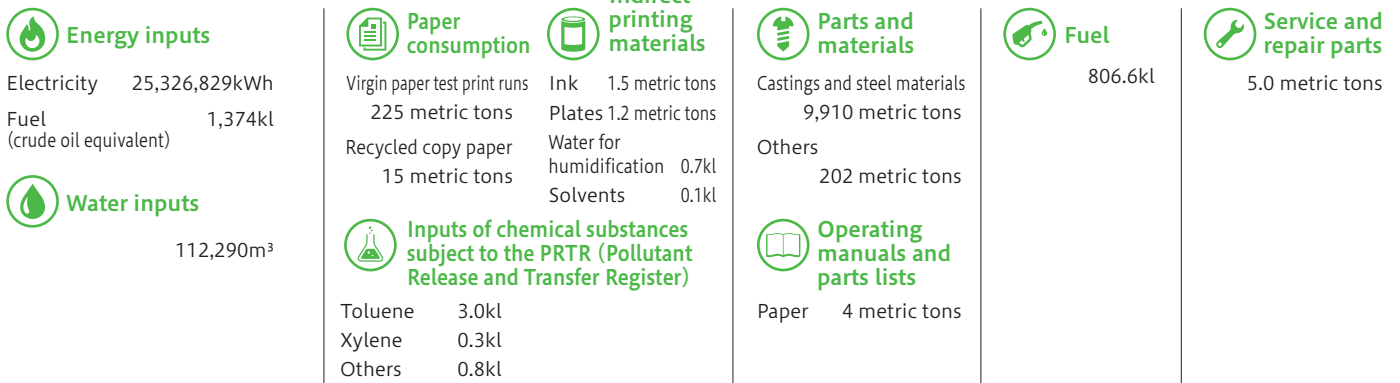 Energy inputs
Electricity 25,326,829kWh
Fuel 1,374kl
(crude oil equivalent)
Water inputs
112,290m³
Paper
consumption
Virgin paper test print runs
225 metric tons
Recycled copy paper
15 metric tons
printing
materials
Ink 1.5 metric tons
Plates 1.2 metric tons
Water for
humidification 0.7kl
Solvents 0.1kl
Inputs of chemical substances
subject to the PRTR (Pollutant
Release and Transfer Register)
Toluene 3.0kl
Xylene 0.3kl
Others 0.8kl
Parts and
materials
Castings and steel materials
9,910 metric tons
Others
202 metric tons
Operating
manuals and
parts lists
Paper 4 metric tons
Fuel
806.6kl
Service and
repair parts
5.0 metric tons